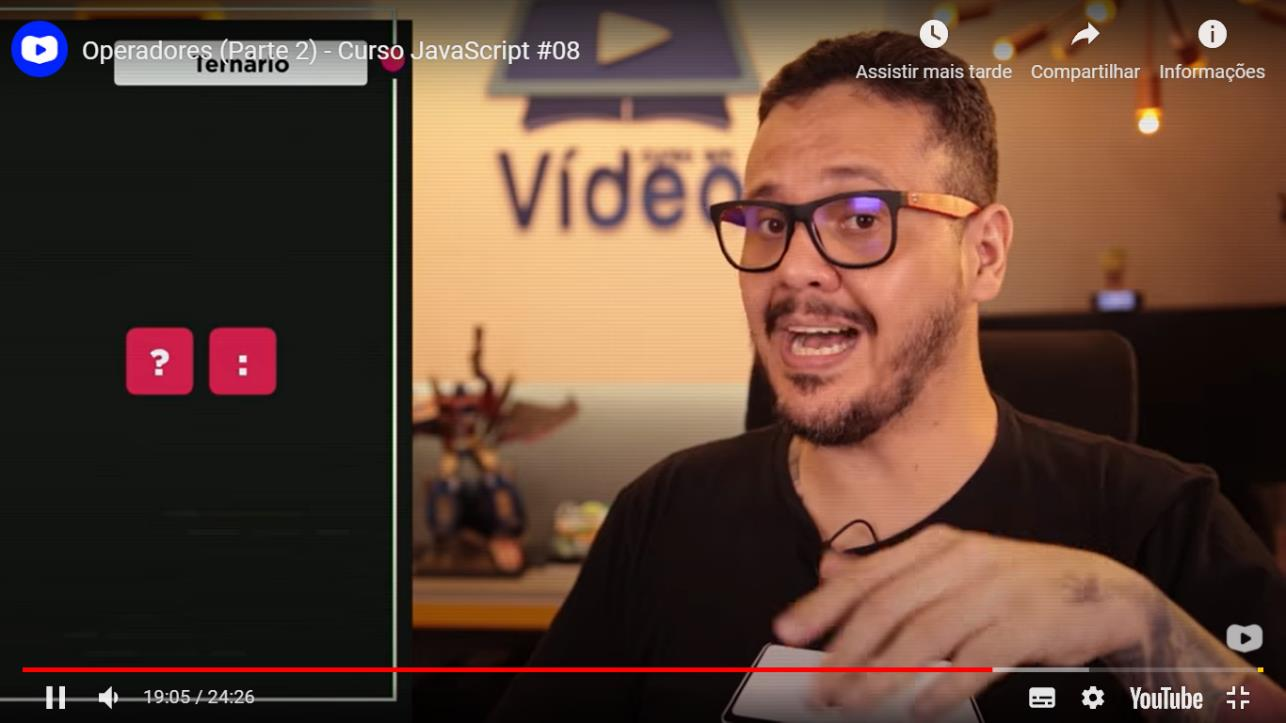 Operadores (Parte 2) - Curso JavaScript #08
Assistir mais tarde
Compartilhar
Informações
Ternário
Vídeo
? :
19:05 / 24:26
YouTube